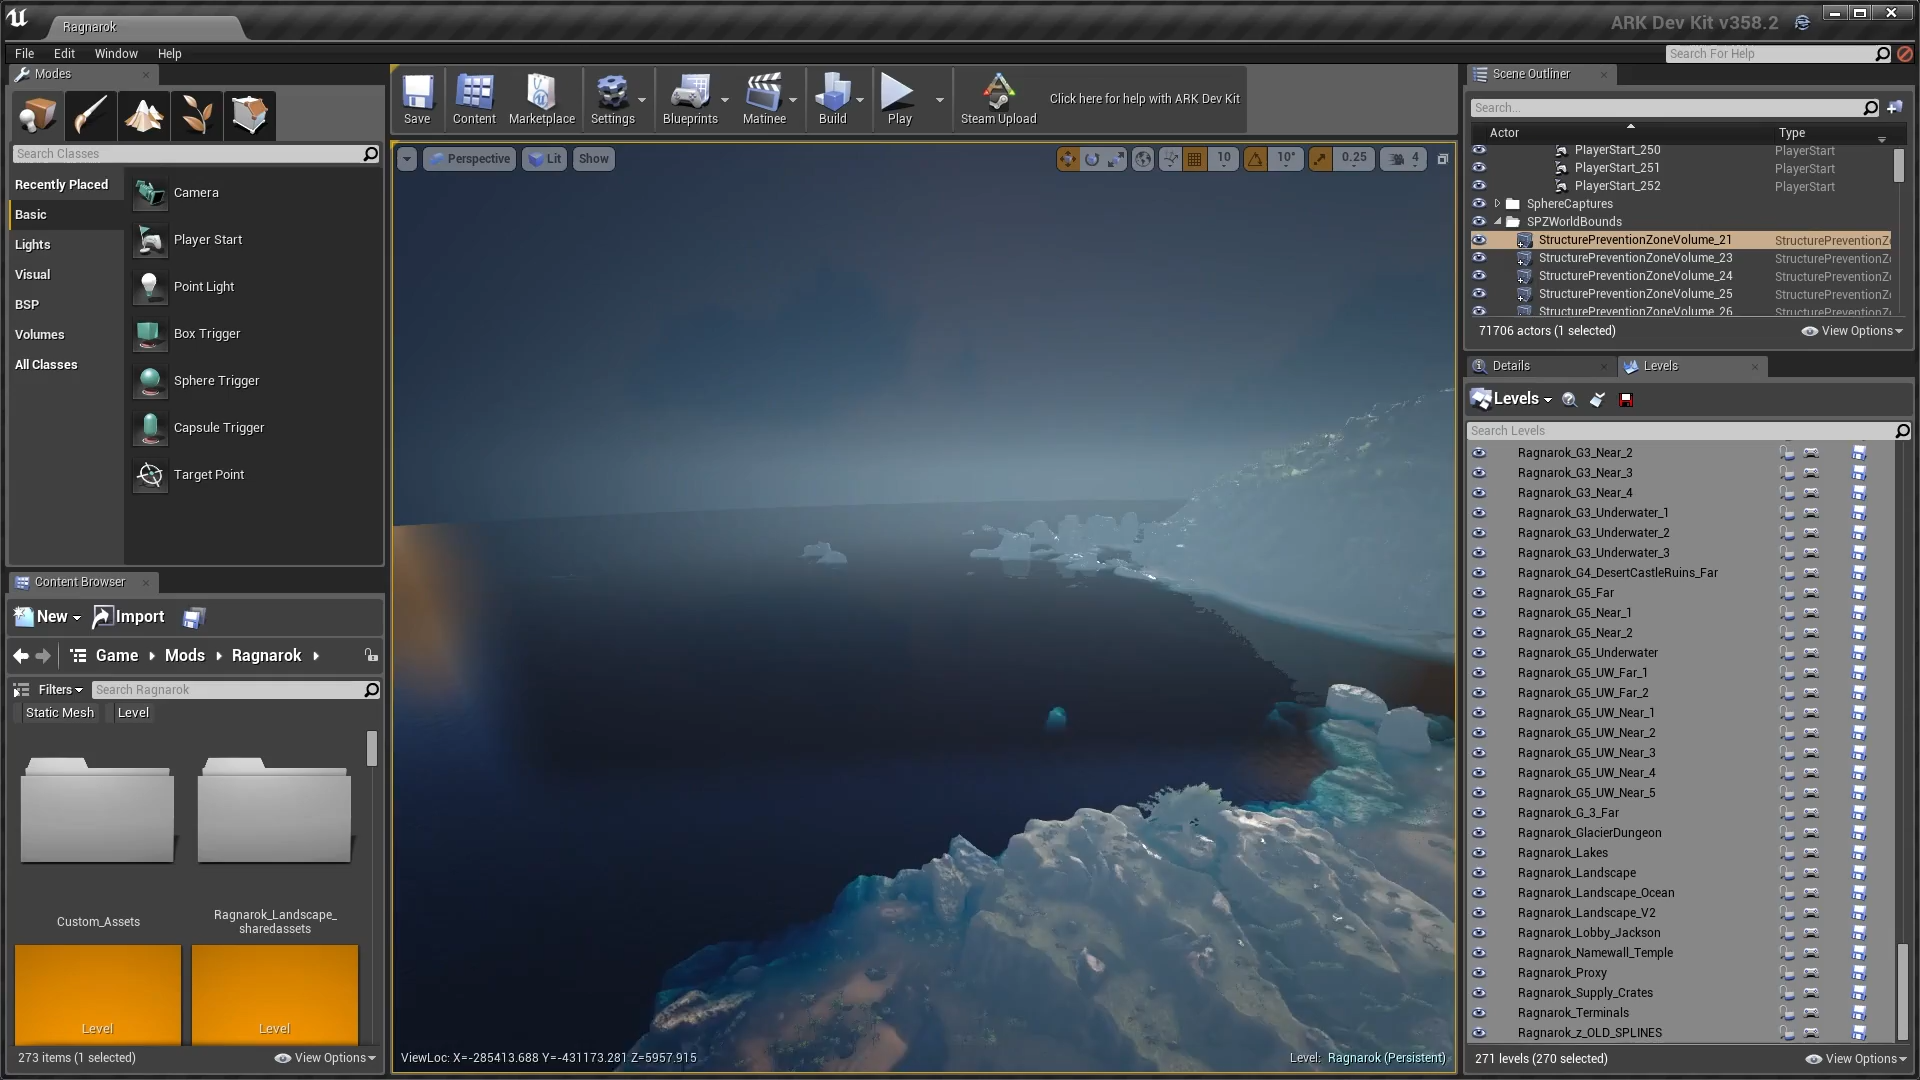 Ragnarok
ARK Dev Kit v358.2
File Edit Window Help
Search For Help
Modes
Search Classes
Recently Placed
Basic
Lights
Visual
BSP
Volumes
All Classes
Camera
Player Start
Point Light
Box Trigger
Sphere Trigger
Capsule Trigger
Target Point
Content Browser
New Import
Game Mods Ragnarok
Filters Search Ragnarok
Static Mesh Level
Custom_Assets
Ragnarok_Landscape_
sharedassets
Level
Level
273 items (1 selected) View Options
Save Content Marketplace Settings Blueprints Matinee Build Play Steam Upload Click here for help with ARK Dev Kit
Perspective Lit Show 10 10° 0.25 4
ViewLoc: X=-285413.688 Y=-431173.281 Z=5957.915
Level: Ragnarok (Persistent)
Scene Outliner
Search...
Actor Type
PlayerStart_250 PlayerStart
PlayerStart_251 PlayerStart
PlayerStart_252 PlayerStart
SphereCaptures
SPZWorldBounds
StructurePreventionZoneVolume_21 StructurePreventionZ
StructurePreventionZoneVolume_23 StructurePreventionZ
StructurePreventionZoneVolume_24 StructurePreventionZ
StructurePreventionZoneVolume_25 StructurePreventionZ
StructurePreventionZoneVolume_26 StructurePreventionZ
71706 actors (1 selected) View Options
Details Levels
Levels
Search Levels
Ragnarok_G3_Near_2
Ragnarok_G3_Near_3
Ragnarok_G3_Near_4
Ragnarok_G3_Underwater_1
Ragnarok_G3_Underwater_2
Ragnarok_G3_Underwater_3
Ragnarok_G4_DesertCastleRuins_Far
Ragnarok_G5_Far
Ragnarok_G5_Near_1
Ragnarok_G5_Near_2
Ragnarok_G5_Underwater
Ragnarok_G5_UW_Far_1
Ragnarok_G5_UW_Far_2
Ragnarok_G5_UW_Near_1
Ragnarok_G5_UW_Near_2
Ragnarok_G5_UW_Near_3
Ragnarok_G5_UW_Near_4
Ragnarok_G5_UW_Near_5
Ragnarok_G_3_Far
Ragnarok_GlacierDungeon
Ragnarok_Lakes
Ragnarok_Landscape
Ragnarok_Landscape_Ocean
Ragnarok_Landscape_V2
Ragnarok_Lobby_Jackson
Ragnarok_Namewall_Temple
Ragnarok_Proxy
Ragnarok_Supply_Crates
Ragnarok_Terminals
Ragnarok_z_OLD_SPLINES
271 levels (270 selected) View Options